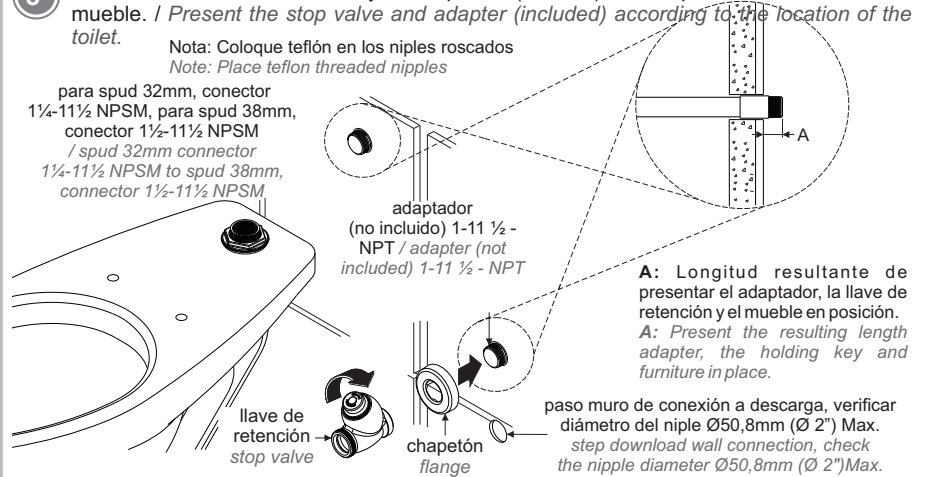 mueble. / Present the stop valve and adapter (included) according to the location of the
toilet.
Nota: Coloque teflón en los niples roscados
Note: Place teflon threaded nipples
para spud 32mm, conector
1¼-11½ NPSM, para spud 38mm,
conector 1½-11½ NPSM
/ spud 32mm connector
1¼-11½ NPSM to spud 38mm,
connector 1½-11½ NPSM
A
adaptador
(no incluido) 1-11 ½ -
NPT / adapter (not
included) 1-11 ½ - NPT
A: Longitud resultante de
presentar el adaptador, la llave de
retención y el mueble en posición.
A: Present the resulting length
adapter, the holding key and
furniture in place.
llave de
retención
stop valve
chapetón
flange
paso muro de conexión a descarga, verificar
diámetro del niple Ø50,8mm (Ø 2”) Max.
step download wall connection, check
the nipple diameter Ø50,8mm (Ø 2")Max.